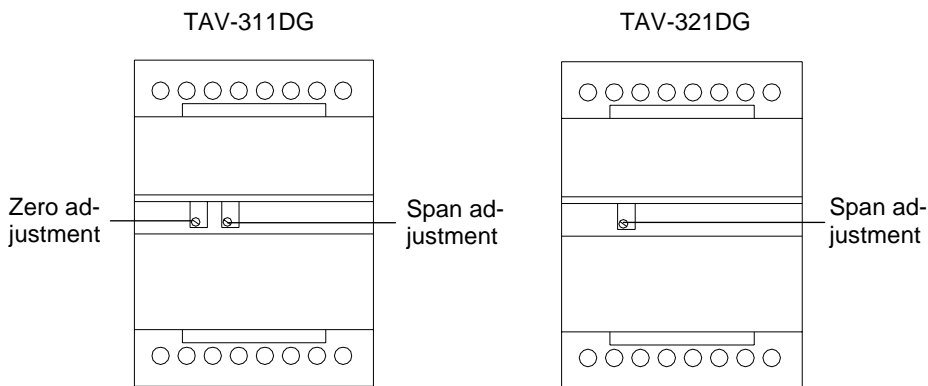 TAV-311DG
TAV-321DG
Zero ad-
justment
Span ad-
justment
Span ad-
justment